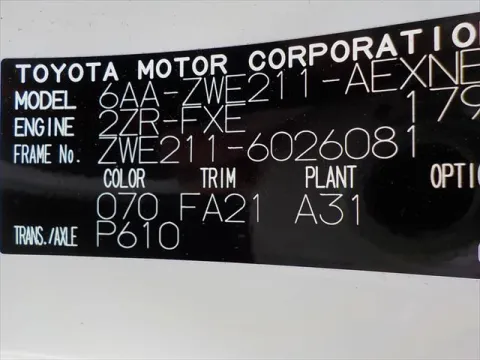 TOYOTA MOTOR CORPORATIO
MODEL 6AA-ZWE211-AEXNE
ENGINE 2ZR-FXE 179
FRAME No. ZWE211-6026081
COLOR TRIM PLANT OPTI
070 FA21 A31
TRANS./AXLE P610